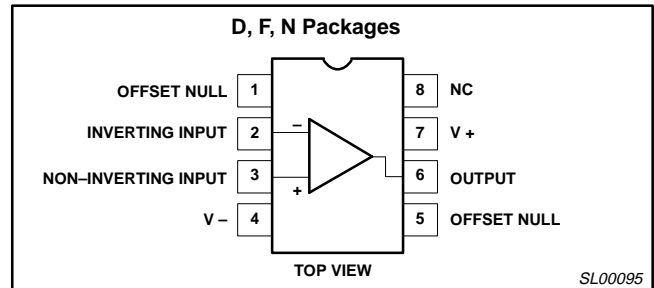 D, F, N Packages
OFFSET NULL 1 8 NC
INVERTING INPUT 2 – 7 V +
NON–INVERTING INPUT 3 + 6 OUTPUT
V – 4 5 OFFSET NULL
TOP VIEW
SL00095